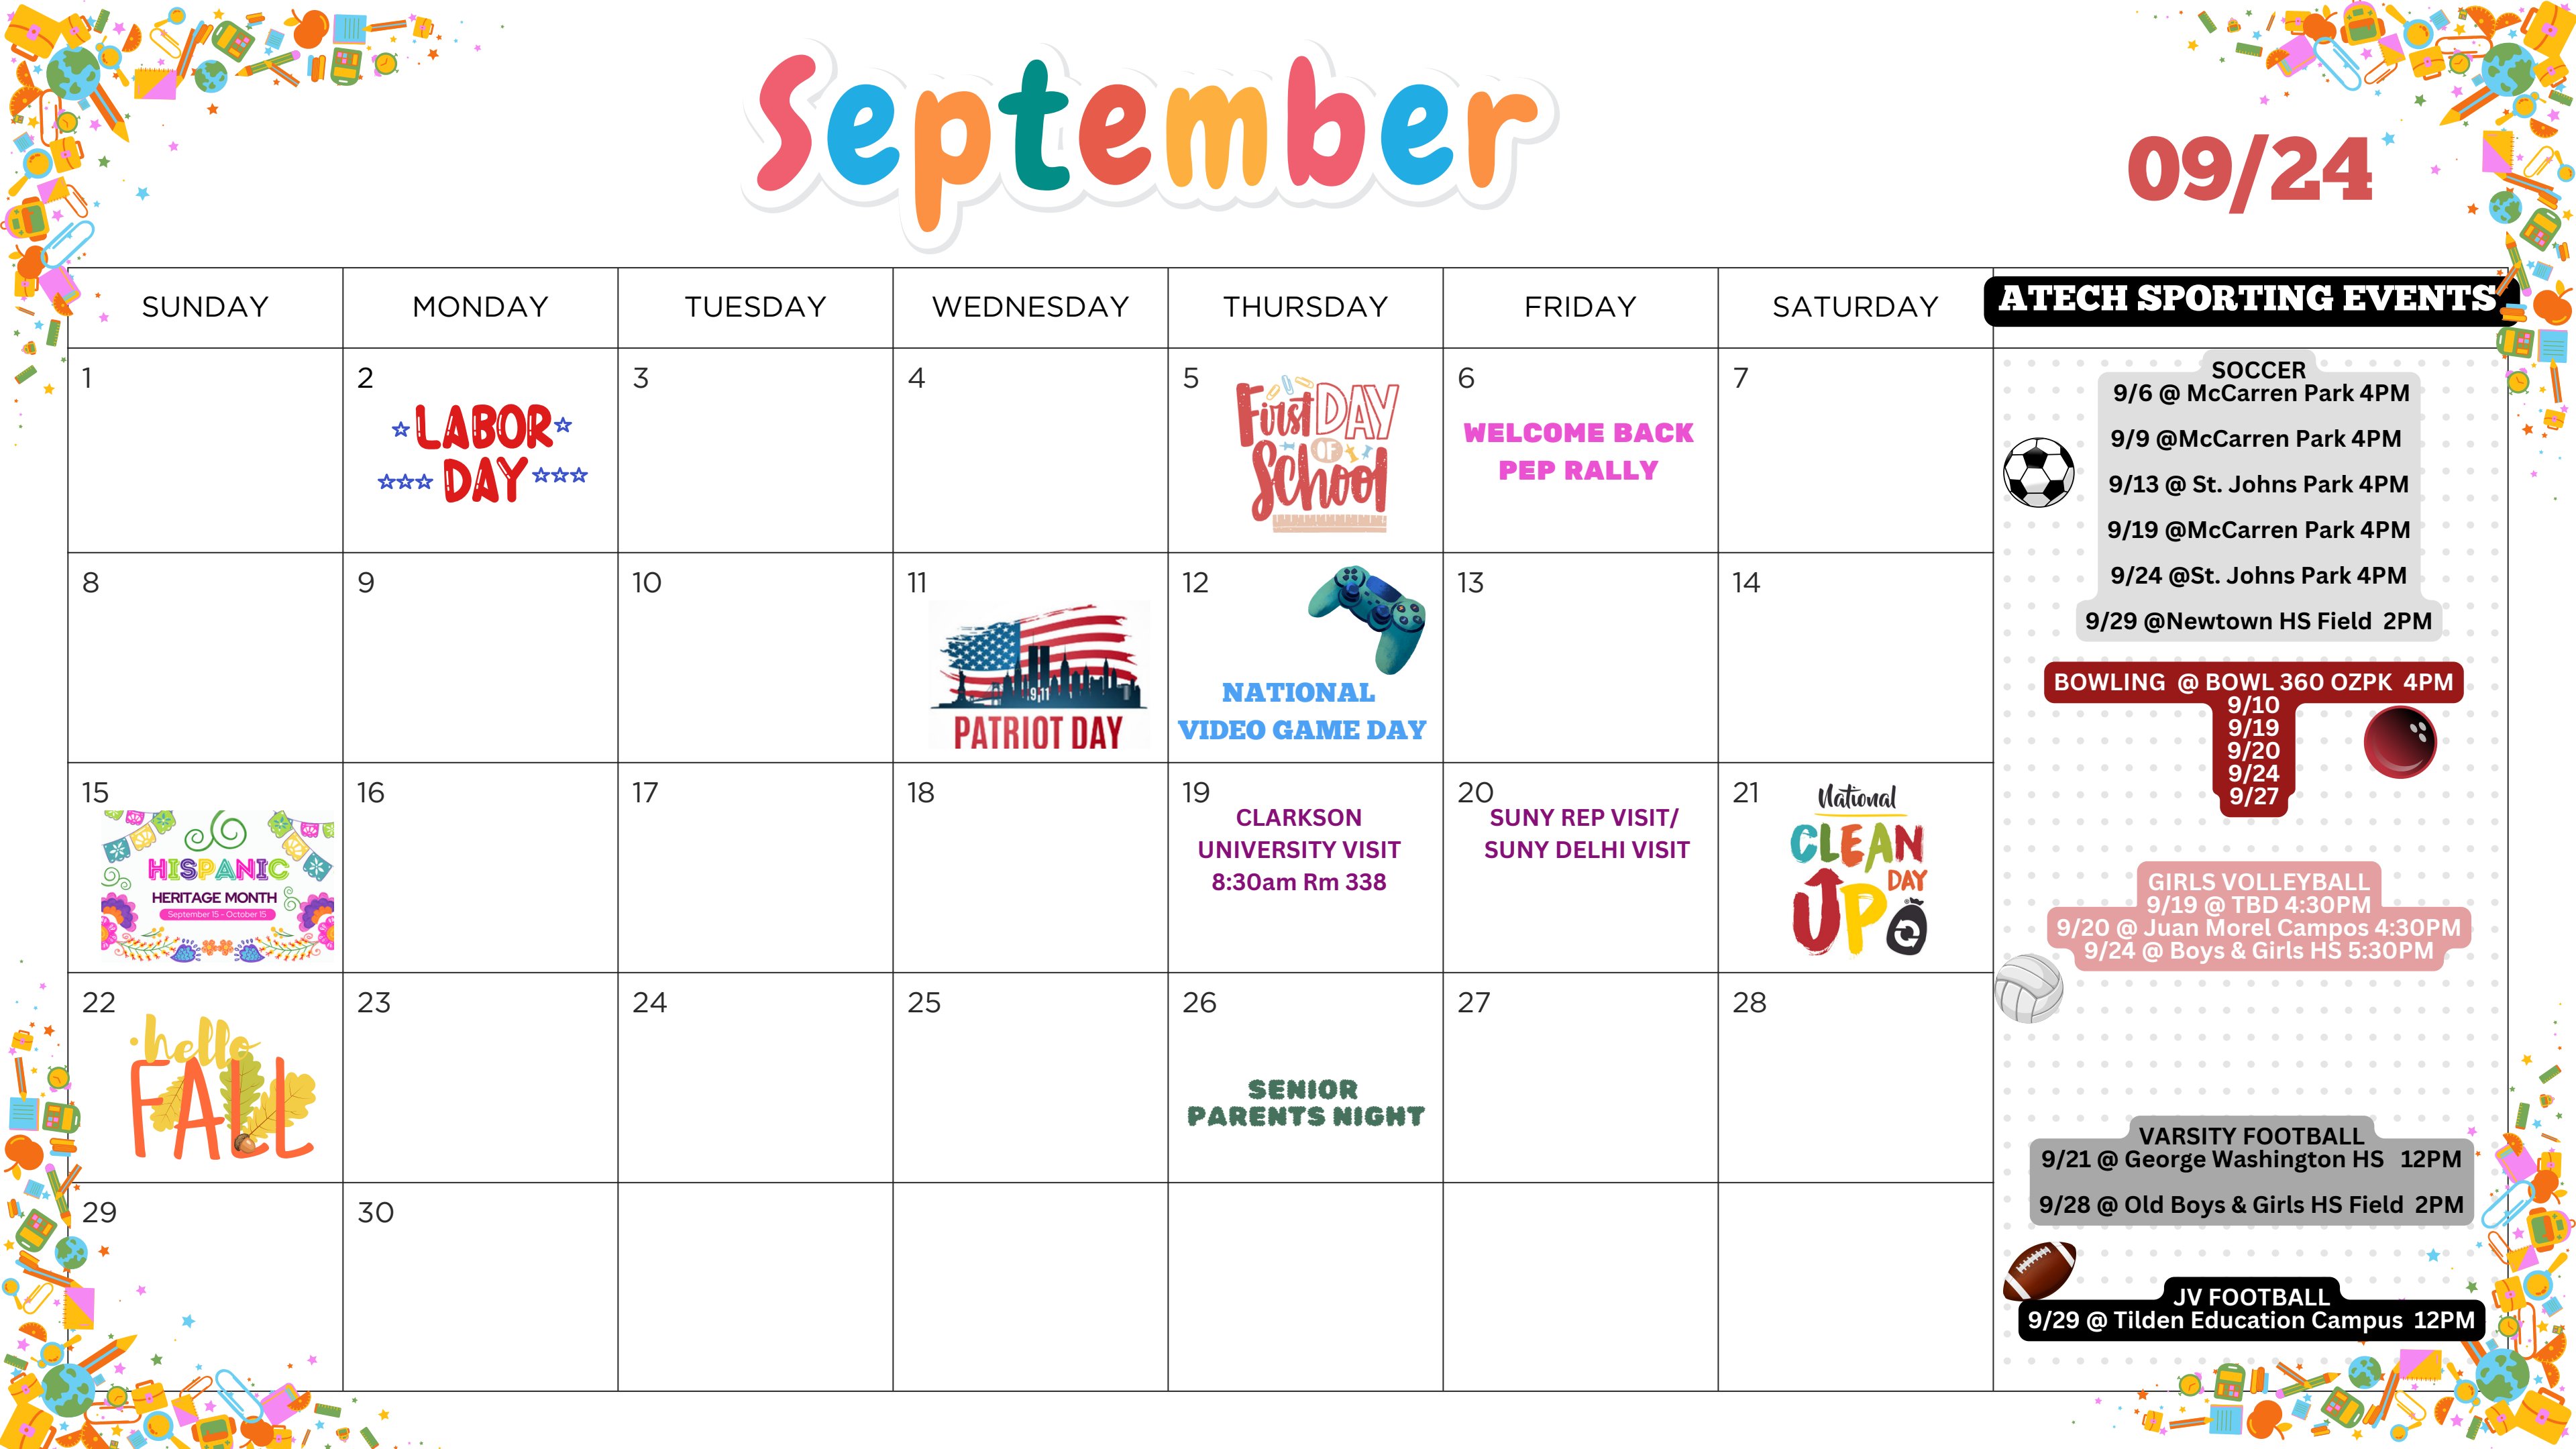 September
09/24
SUNDAY MONDAY TUESDAY WEDNESDAY THURSDAY FRIDAY SATURDAY
1
2
LABOR
DAY
3
4
5
First DAY
OF
School
6
WELCOME BACK
PEP RALLY
7
8
9
10
11
9.11
PATRIOT DAY
12
NATIONAL
VIDEO GAME DAY
13
14
15
HISPANIC
HERITAGE MONTH
September 15 - October 15
16
17
18
19
CLARKSON
UNIVERSITY VISIT
8:30am Rm 338
20
SUNY REP VISIT/
SUNY DELHI VISIT
21
National
CLEAN
DAY
UP
22
hello
FALL
23
24
25
26
SENIOR
PARENTS NIGHT
27
28
29
30
ATECH SPORTING EVENTS
SOCCER
9/6 @ McCarren Park 4PM
9/9 @McCarren Park 4PM
9/13 @ St. Johns Park 4PM
9/19 @McCarren Park 4PM
9/24 @St. Johns Park 4PM
9/29 @Newtown HS Field 2PM
BOWLING @ BOWL 360 OZPK 4PM
9/10
9/19
9/20
9/24
9/27
GIRLS VOLLEYBALL
9/19 @ TBD 4:30PM
9/20 @ Juan Morel Campos 4:30PM
9/24 @ Boys & Girls HS 5:30PM
VARSITY FOOTBALL
9/21 @ George Washington HS 12PM
9/28 @ Old Boys & Girls HS Field 2PM
JV FOOTBALL
9/29 @ Tilden Education Campus 12PM